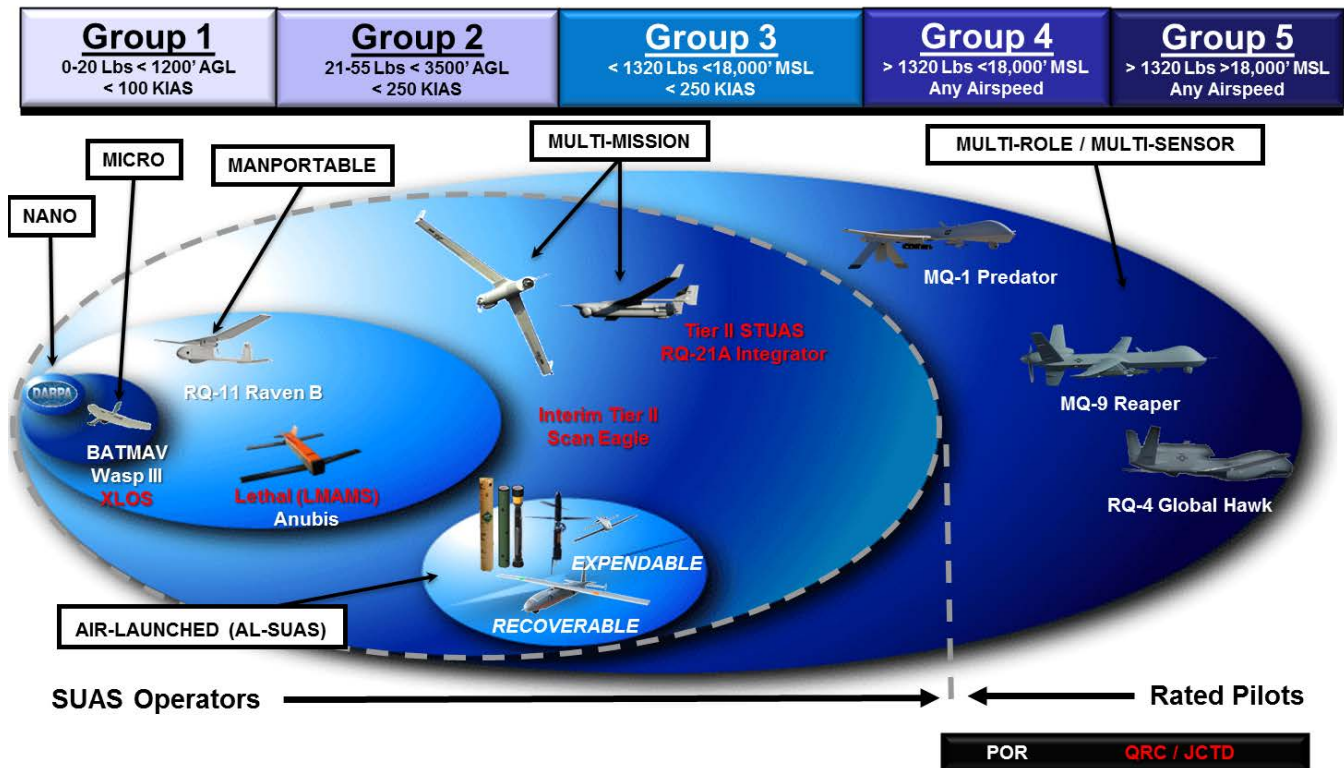 Group 1
0-20 Lbs < 1200' AGL
< 100 KIAS
Group 2
21-55 Lbs < 3500' AGL
< 250 KIAS
Group 3
< 1320 Lbs <18,000' MSL
< 250 KIAS
Group 4
> 1320 Lbs <18,000' MSL
Any Airspeed
Group 5
> 1320 Lbs >18,000' MSL
Any Airspeed
NANO
MICRO
MANPORTABLE
MULTI-MISSION
MULTI-ROLE / MULTI-SENSOR
MQ-1 Predator
Tier II STUAS
RQ-21A Integrator
MQ-9 Reaper
RQ-11 Raven B
DARPA
Interim Tier II
Scan Eagle
BATMAV
Wasp III
XLOS
Lethal (LMAMS)
Anubis
RQ-4 Global Hawk
EXPENDABLE
RECOVERABLE
AIR-LAUNCHED (AL-SUAS)
SUAS Operators
Rated Pilots
POR QRC / JCTD